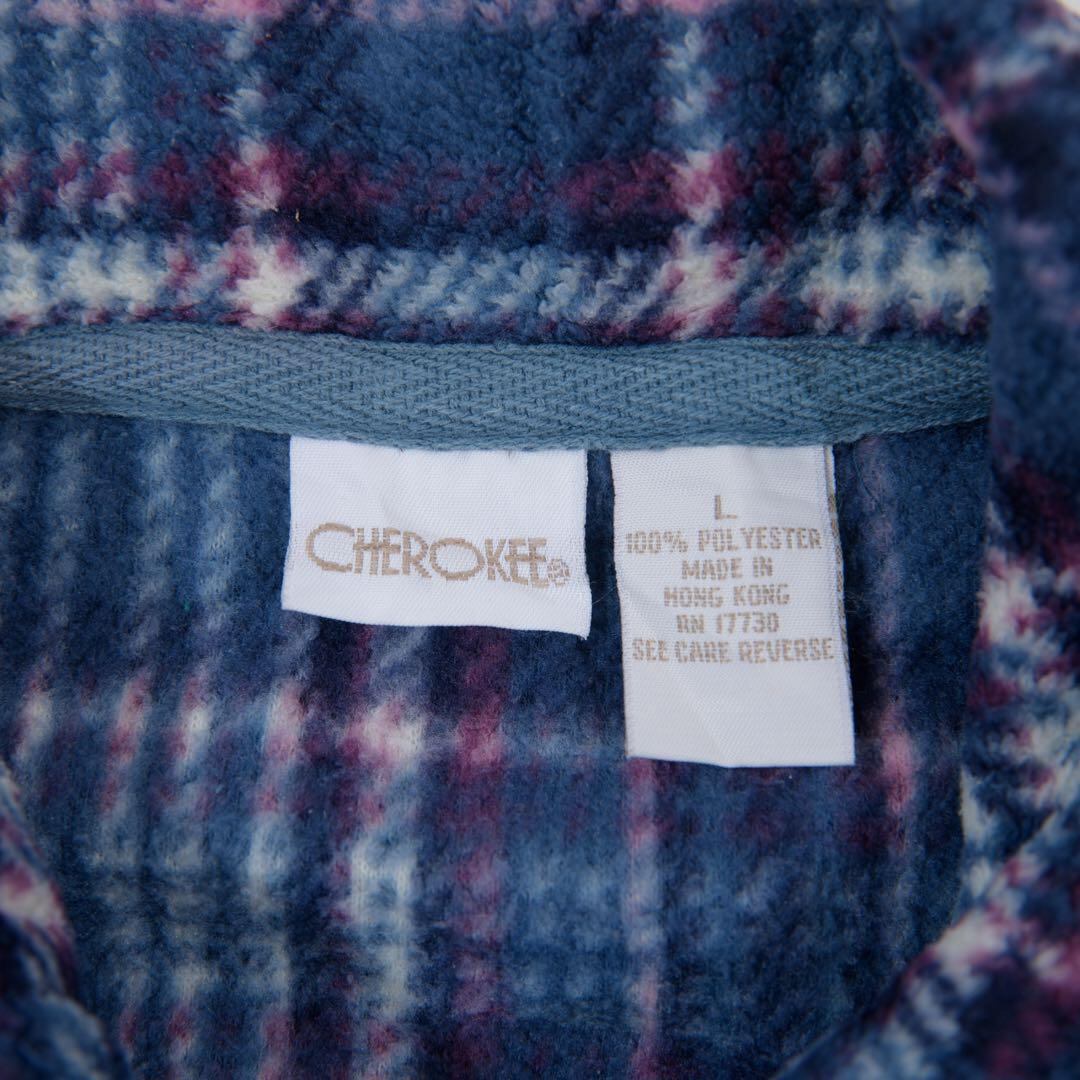 CHEROKEE®
L
100% POLYESTER
MADE IN
HONG KONG
RN 17730
SEE CARE REVERSE